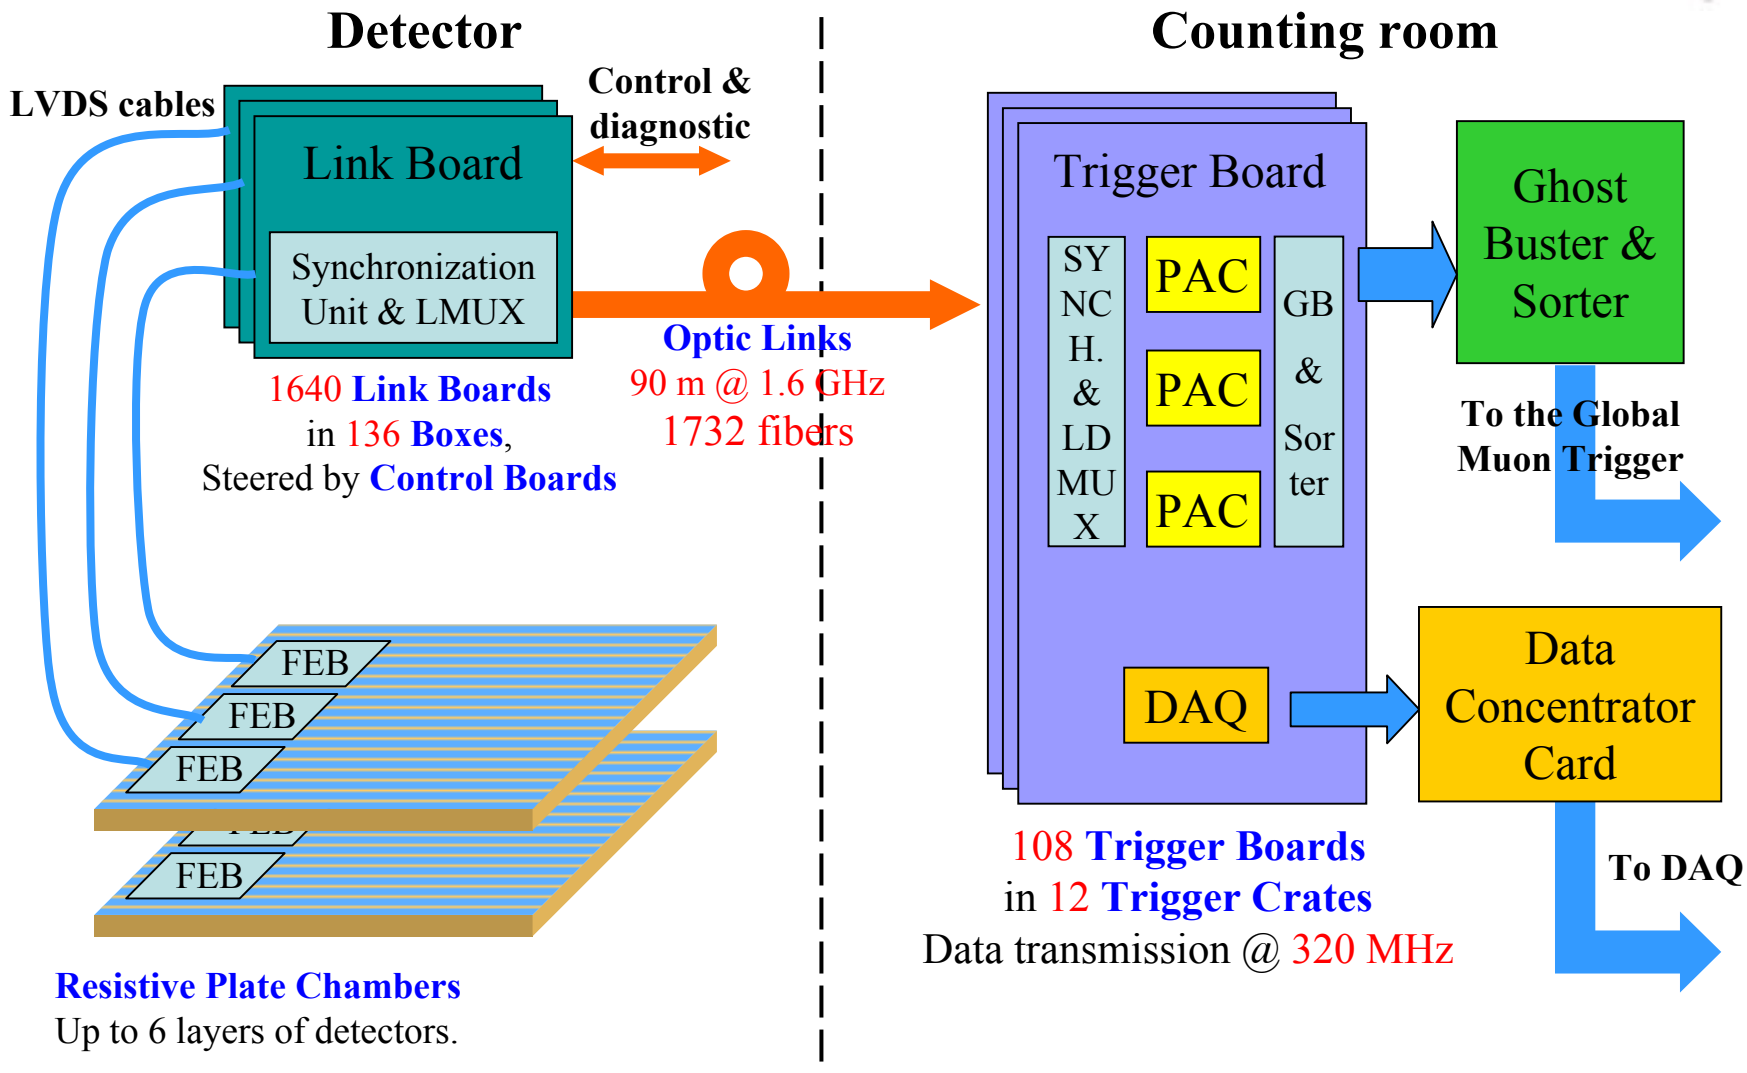 Detector
Counting room
LVDS cables
Control &
diagnostic
Link Board
Synchronization
Unit & LMUX
1640 Link Boards
in 136 Boxes,
Steered by Control Boards
Optic Links
90 m @ 1.6 GHz
1732 fibers
Trigger Board
SY
NC
H.
&
LD
MU
X
PAC
PAC
PAC
GB
&
Sor
ter
DAQ
Ghost
Buster &
Sorter
To the Global
Muon Trigger
Data
Concentrator
Card
To DAQ
108 Trigger Boards
in 12 Trigger Crates
Data transmission @ 320 MHz
FEB
FEB
FEB
FEB
FEB
Resistive Plate Chambers
Up to 6 layers of detectors.